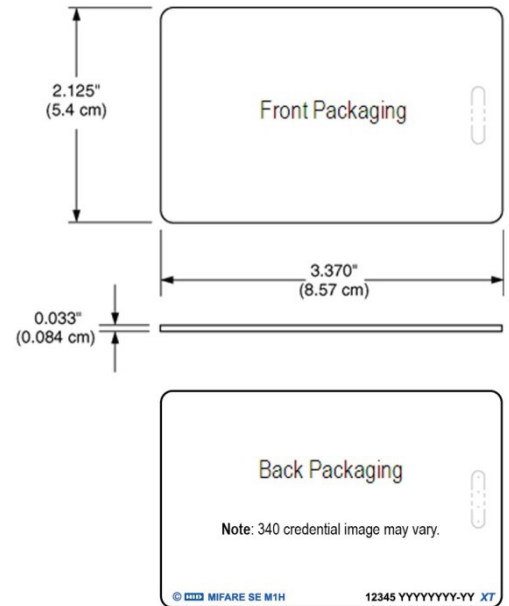 2.125"
(5.4 cm)
Front Packaging
3.370"
(8.57 cm)
0.033"
(0.084 cm)
Back Packaging
Note: 340 credential image may vary.
© HID MIFARE SE M1H 12345 YYYYYYYY-YY XT